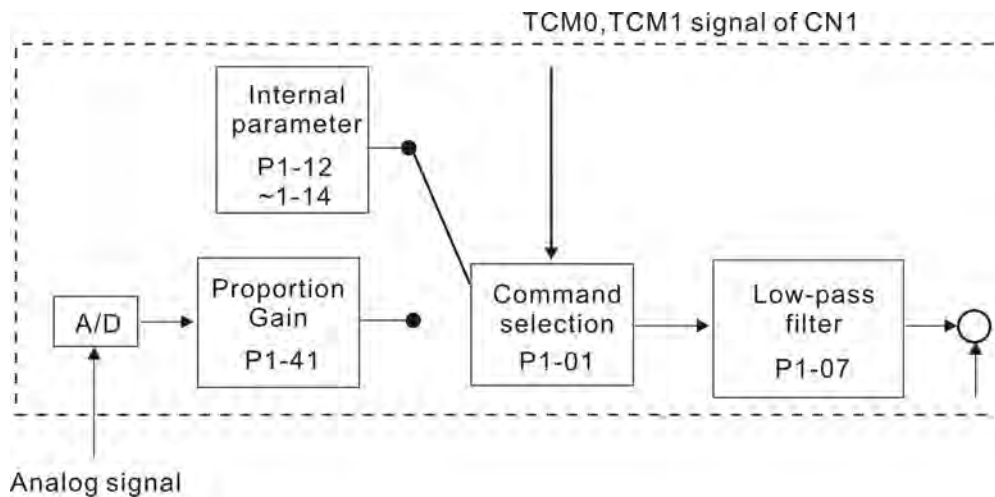 TCM0,TCM1 signal of CN1
Internal
parameter
P1-12
~1-14
A/D
Proportion
Gain
P1-41
Command
selection
P1-01
Low-pass
filter
P1-07
Analog signal